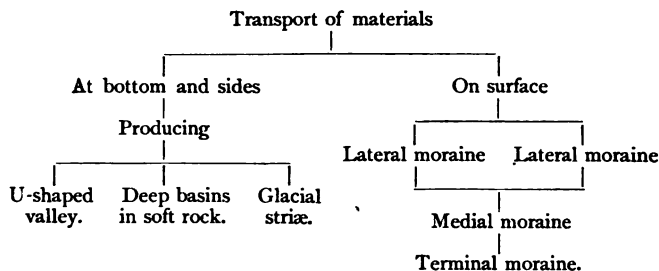 Transport of materials
At bottom and sides
On surface
Producing
Lateral moraine
Lateral moraine
U-shaped
valley.
Deep basins
in soft rock.
Glacial
striæ.
Medial moraine
Terminal moraine.